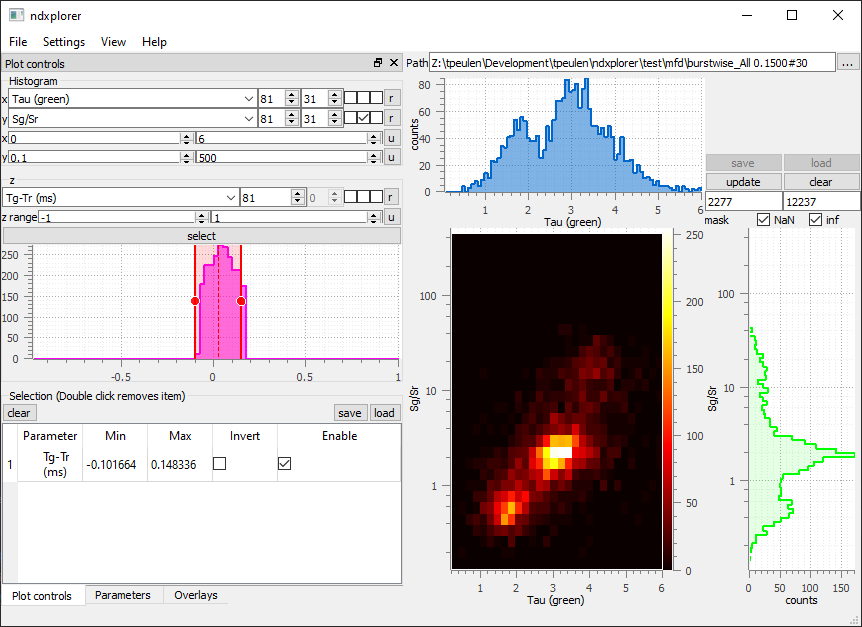 ndxplorer
File Settings View Help
Plot controls
Path Z:\tpeulen\Development\tpeulen\ndxplorer\test\mfd\burstwise_All 0.1500#30 ...
Histogram
x Tau (green) 81 31 r
y Sg/Sr 81 31 r
x 0 6 u
y 0.1 500 u
z
Tg-Tr (ms) 81 0 r
z range -1 1 u
select
250
200
150
100
50
0
-0.5 0 0.5 1
Selection (Double click removes item)
clear save load
Parameter Min Max Invert Enable
1 Tg-Tr (ms) -0.101664 0.148336
Plot controls Parameters Overlays
80
60
40
20
0
counts
1 2 3 4 5 6
Tau (green)
save load
update clear
2277 12237
mask NaN inf
100
10
1
Sg/Sr
1 2 3 4 5 6
Tau (green)
250
200
150
100
50
0
100
10
1
Sg/Sr
0 50 100 150
counts